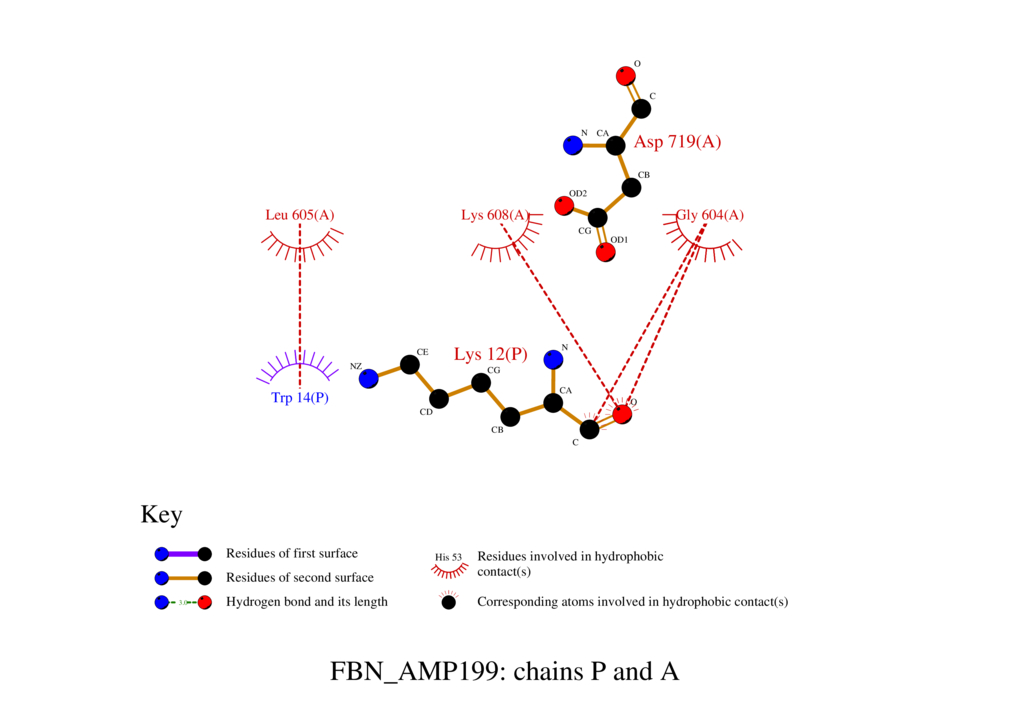 O
C
N CA
Asp 719(A)
CB
OD2
Leu 605(A)
Lys 608(A)
Gly 604(A)
CG
OD1
N
CE
Lys 12(P)
NZ
CG
CA
Trp 14(P)
O
CD
CB
C
Key
Residues of first surface
Residues of second surface
3.0
Hydrogen bond and its length
His 53
Residues involved in hydrophobic
contact(s)
Corresponding atoms involved in hydrophobic contact(s)
FBN_AMP199: chains P and A